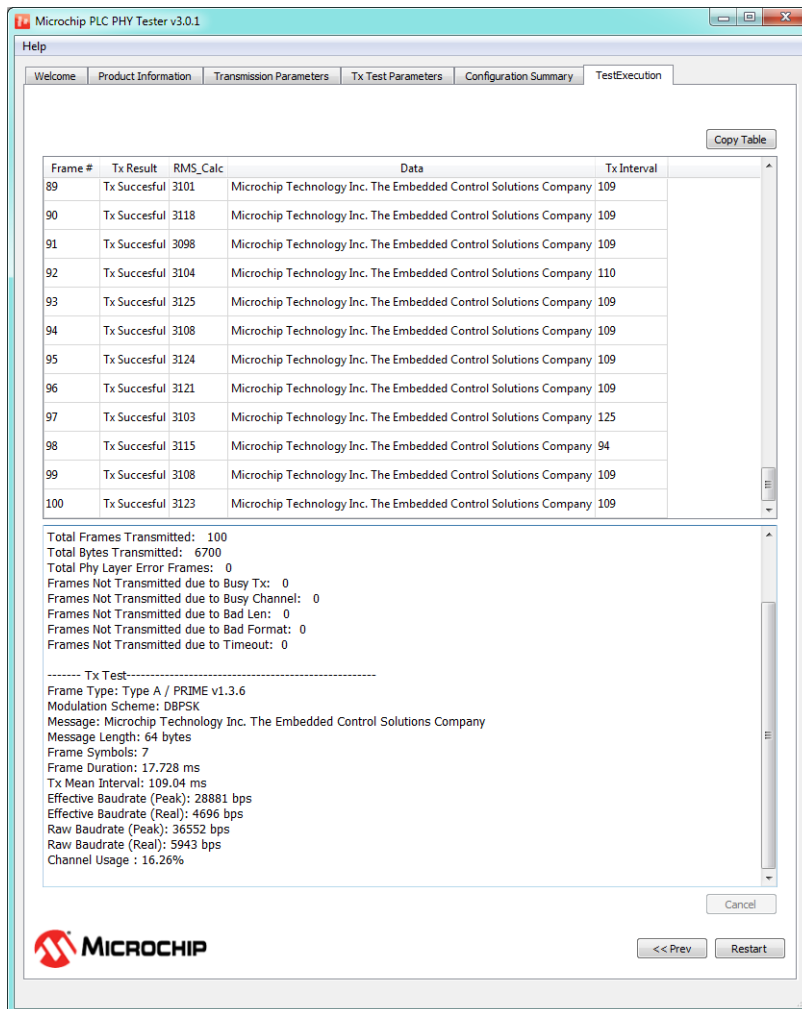 Microchip PLC PHY Tester v3.0.1
Help
Welcome Product Information Transmission Parameters Tx Test Parameters Configuration Summary TestExecution
Copy Table
Frame # Tx Result RMS_Calc Data Tx Interval
89 Tx Succesful 3101 Microchip Technology Inc. The Embedded Control Solutions Company 109
90 Tx Succesful 3118 Microchip Technology Inc. The Embedded Control Solutions Company 109
91 Tx Succesful 3098 Microchip Technology Inc. The Embedded Control Solutions Company 109
92 Tx Succesful 3104 Microchip Technology Inc. The Embedded Control Solutions Company 110
93 Tx Succesful 3125 Microchip Technology Inc. The Embedded Control Solutions Company 109
94 Tx Succesful 3108 Microchip Technology Inc. The Embedded Control Solutions Company 109
95 Tx Succesful 3124 Microchip Technology Inc. The Embedded Control Solutions Company 109
96 Tx Succesful 3121 Microchip Technology Inc. The Embedded Control Solutions Company 109
97 Tx Succesful 3103 Microchip Technology Inc. The Embedded Control Solutions Company 125
98 Tx Succesful 3115 Microchip Technology Inc. The Embedded Control Solutions Company 94
99 Tx Succesful 3108 Microchip Technology Inc. The Embedded Control Solutions Company 109
100 Tx Succesful 3123 Microchip Technology Inc. The Embedded Control Solutions Company 109
Total Frames Transmitted: 100
Total Bytes Transmitted: 6700
Total Phy Layer Error Frames: 0
Frames Not Transmitted due to Busy Tx: 0
Frames Not Transmitted due to Busy Channel: 0
Frames Not Transmitted due to Bad Len: 0
Frames Not Transmitted due to Bad Format: 0
Frames Not Transmitted due to Timeout: 0
------- Tx Test----------------------------------------------------
Frame Type: Type A / PRIME v1.3.6
Modulation Scheme: DBPSK
Message: Microchip Technology Inc. The Embedded Control Solutions Company
Message Length: 64 bytes
Frame Symbols: 7
Frame Duration: 17.728 ms
Tx Mean Interval: 109.04 ms
Effective Baudrate (Peak): 28881 bps
Effective Baudrate (Real): 4696 bps
Raw Baudrate (Peak): 36552 bps
Raw Baudrate (Real): 5943 bps
Channel Usage : 16.26%
Cancel
MICROCHIP
<< Prev Restart